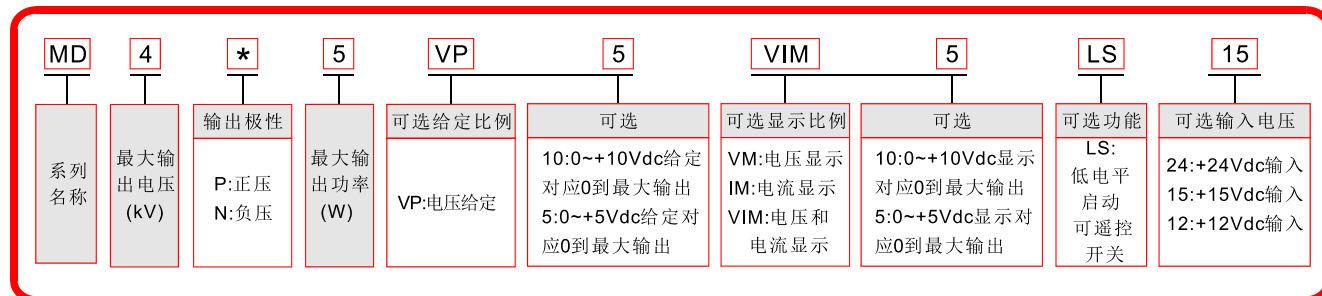 MD 4 * 5 VP 5 VIM 5 LS 15
系列
名称
最大输
出电压
(kV)
输出极性
P:正压
N:负压
最大输
出功率
(W)
可选给定比例
VP:电压给定
可选
10:0~+10Vdc给定
对应0到最大输出
5:0~+5Vdc给定对
应0到最大输出
可选显示比例
VM:电压显示
IM:电流显示
VIM:电压和
电流显示
可选
10:0~+10Vdc显示
对应0到最大输出
5:0~+5Vdc显示对
应0到最大输出
可选功能
LS:
低电平
启动
可遥控
开关
可选输入电压
24:+24Vdc输入
15:+15Vdc输入
12:+12Vdc输入